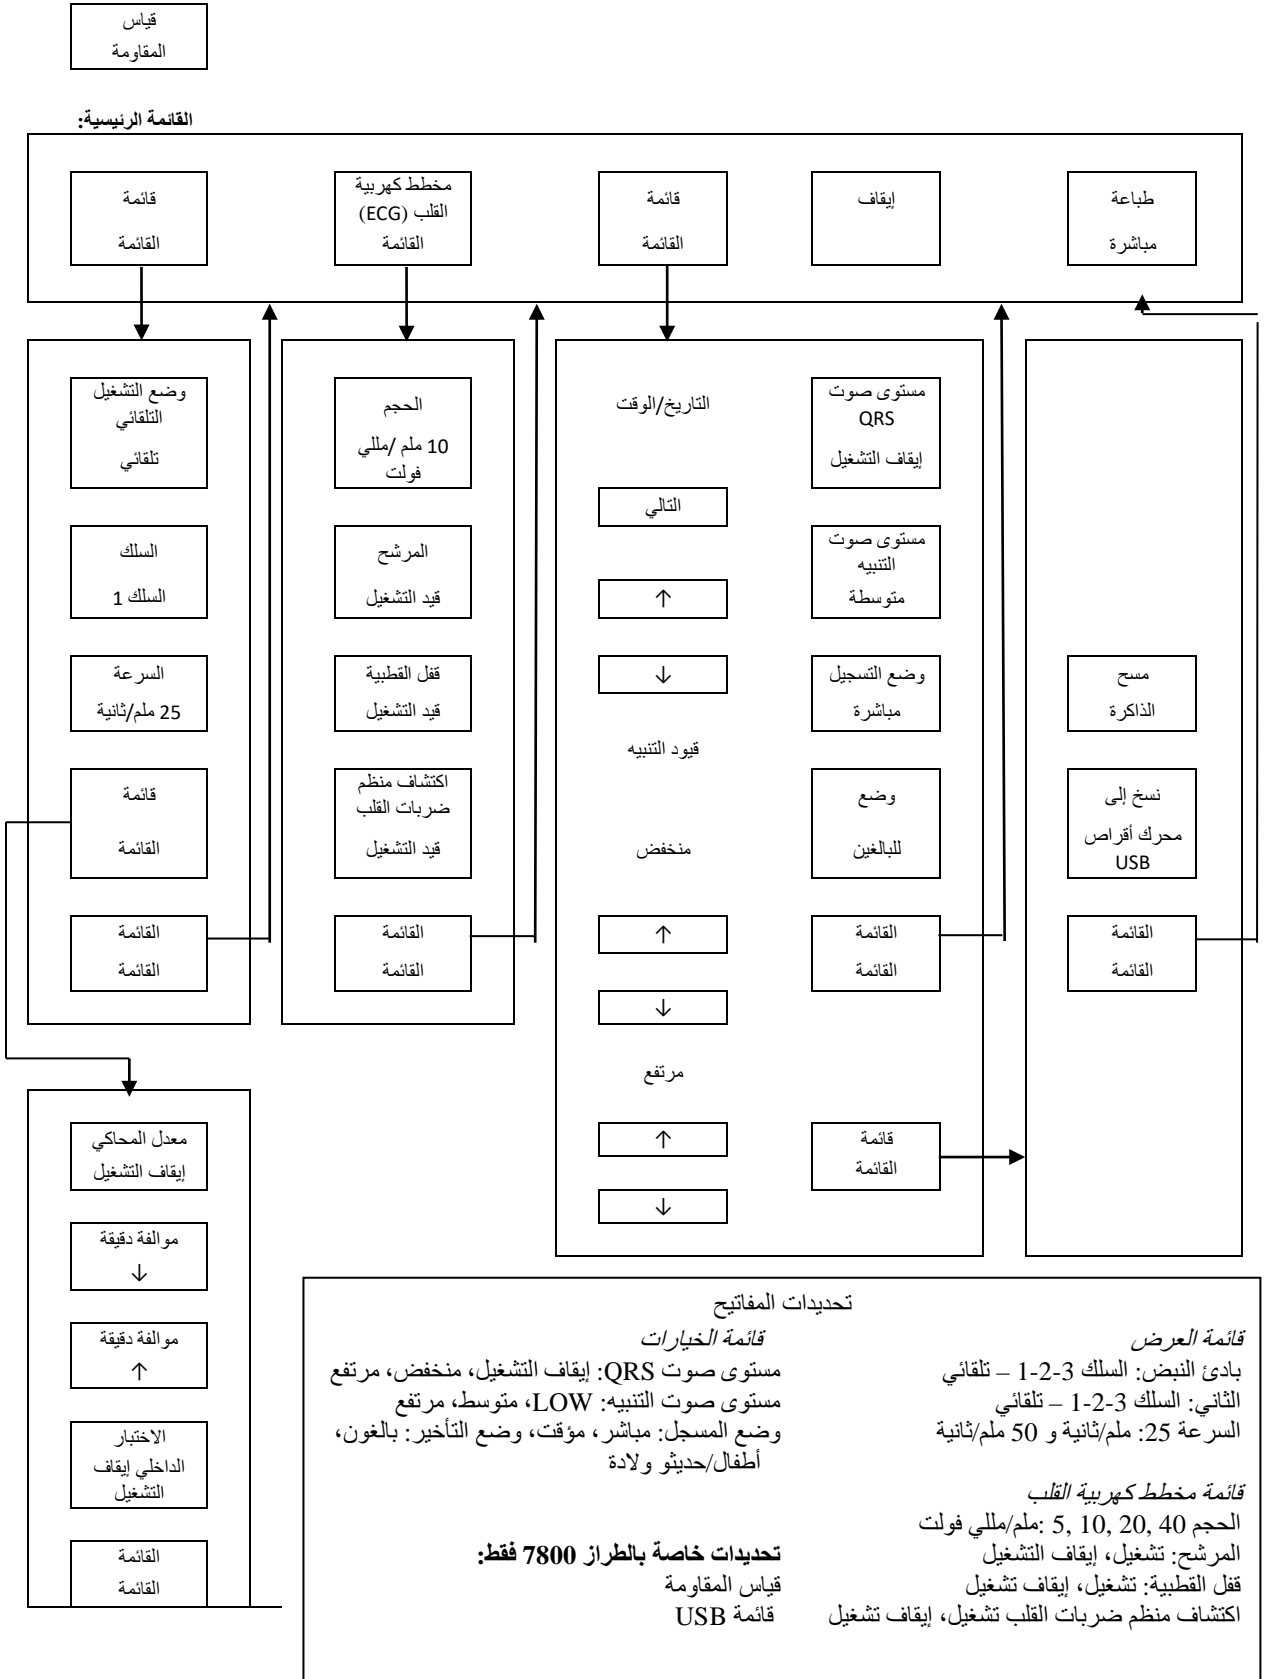 قياس
المقاومة
القائمة الرئيسية:
قائمة
القائمة
مخطط كهربية
القلب (ECG)
القائمة
قائمة
القائمة
إيقاف
طباعة
مباشرة
وضع التشغيل
التلقائي
تلقائي
السلك
السلك 1
السرعة
25 ملم/ثانية
قائمة
القائمة
القائمة
القائمة
الحجم
10 ملم /مللي
فولت
المرشح
قيد التشغيل
قفل القطبية
قيد التشغيل
اكتشاف منظم
ضربات القلب
قيد التشغيل
القائمة
القائمة
التاريخ/الوقت
التالي
↑
↓
قيود التنبيه
منخفض
↑
↓
مرتفع
↑
↓
مستوى صوت
QRS
إيقاف التشغيل
مستوى صوت
التنبيه
متوسطة
وضع التسجيل
مباشرة
وضع
للبالغين
القائمة
القائمة
قائمة
القائمة
مسح
الذاكرة
نسخ إلى
محرك أقراص
USB
القائمة
القائمة
معدل المحاكي
إيقاف التشغيل
موالفة دقيقة
↓
موالفة دقيقة
↑
الاختبار
الداخلي إيقاف
التشغيل
القائمة
القائمة
تحديدات المفاتيح
قائمة العرض
بادئ النبض: السلك 3-2-1 – تلقائي
الثاني: السلك 3-2-1 – تلقائي
السرعة 25: ملم/ثانية و 50 ملم/ثانية
قائمة مخطط كهربية القلب
الحجم 40 ,20 ,10 ,5 :ملم/مللي فولت
المرشح: تشغيل، إيقاف التشغيل
قفل القطبية: تشغيل، إيقاف تشغيل
اكتشاف منظم ضربات القلب تشغيل، إيقاف تشغيل
قائمة الخيارات
مستوى صوت QRS: إيقاف التشغيل، منخفض، مرتفع
مستوى صوت التنبيه: LOW، متوسط، مرتفع
وضع المسجل: مباشر، مؤقت، وضع التأخير: بالغون،
أطفال/حديثو ولادة
تحديدات خاصة بالطراز 7800 فقط:
قياس المقاومة
قائمة USB